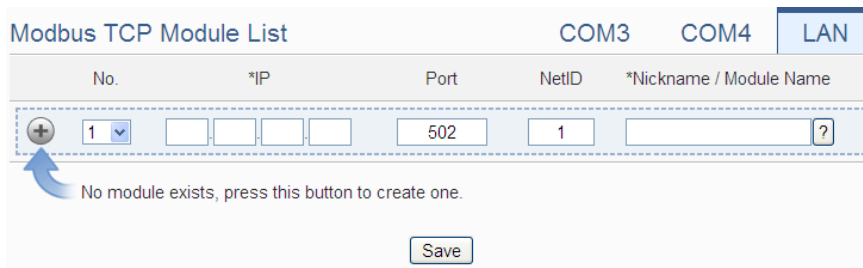 Modbus TCP Module List COM3 COM4 LAN
No. *IP Port NetID *Nickname / Module Name
1 . . . 502 1 ?
No module exists, press this button to create one.
Save